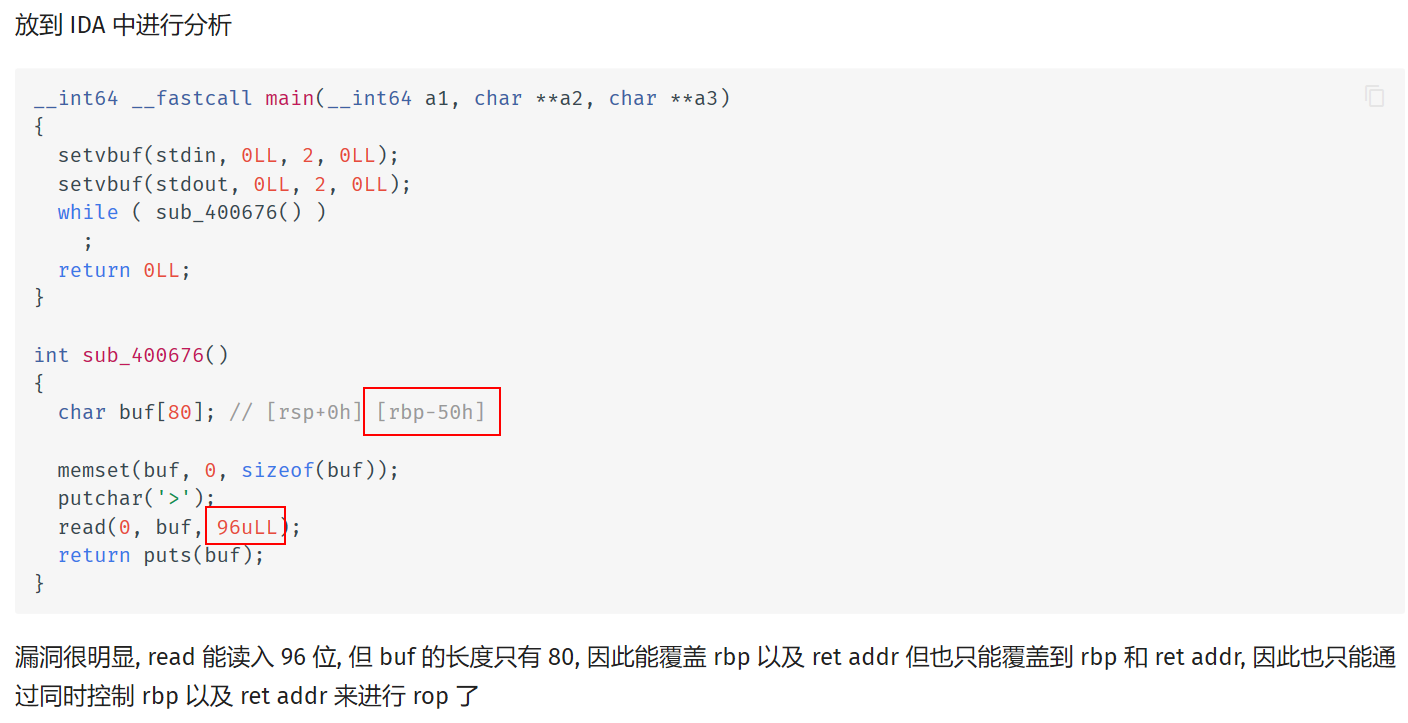 放到 IDA 中进行分析
__int64 __fastcall main(__int64 a1, char **a2, char **a3)
{
  setvbuf(stdin, 0LL, 2, 0LL);
  setvbuf(stdout, 0LL, 2, 0LL);
  while ( sub_400676() )
    ;
  return 0LL;
}
int sub_400676()
{
  char buf[80]; // [rsp+0h] [rbp-50h]
  memset(buf, 0, sizeof(buf));
  putchar('>');
  read(0, buf, 96uLL);
  return puts(buf);
}
漏洞很明显, read 能读入 96 位, 但 buf 的长度只有 80, 因此能覆盖 rbp 以及 ret addr 但也只能覆盖到 rbp 和 ret addr, 因此也只能通
过同时控制 rbp 以及 ret addr 来进行 rop 了